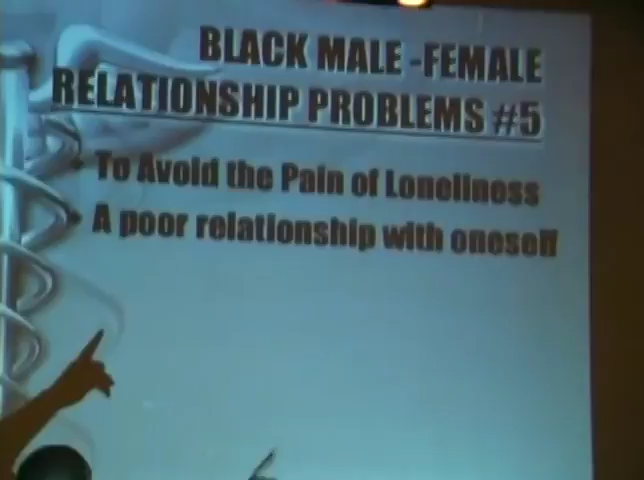 BLACK MALE -FEMALE
RELATIONSHIP PROBLEMS #5
To Avoid the Pain of Loneliness
A poor relationship with oneself